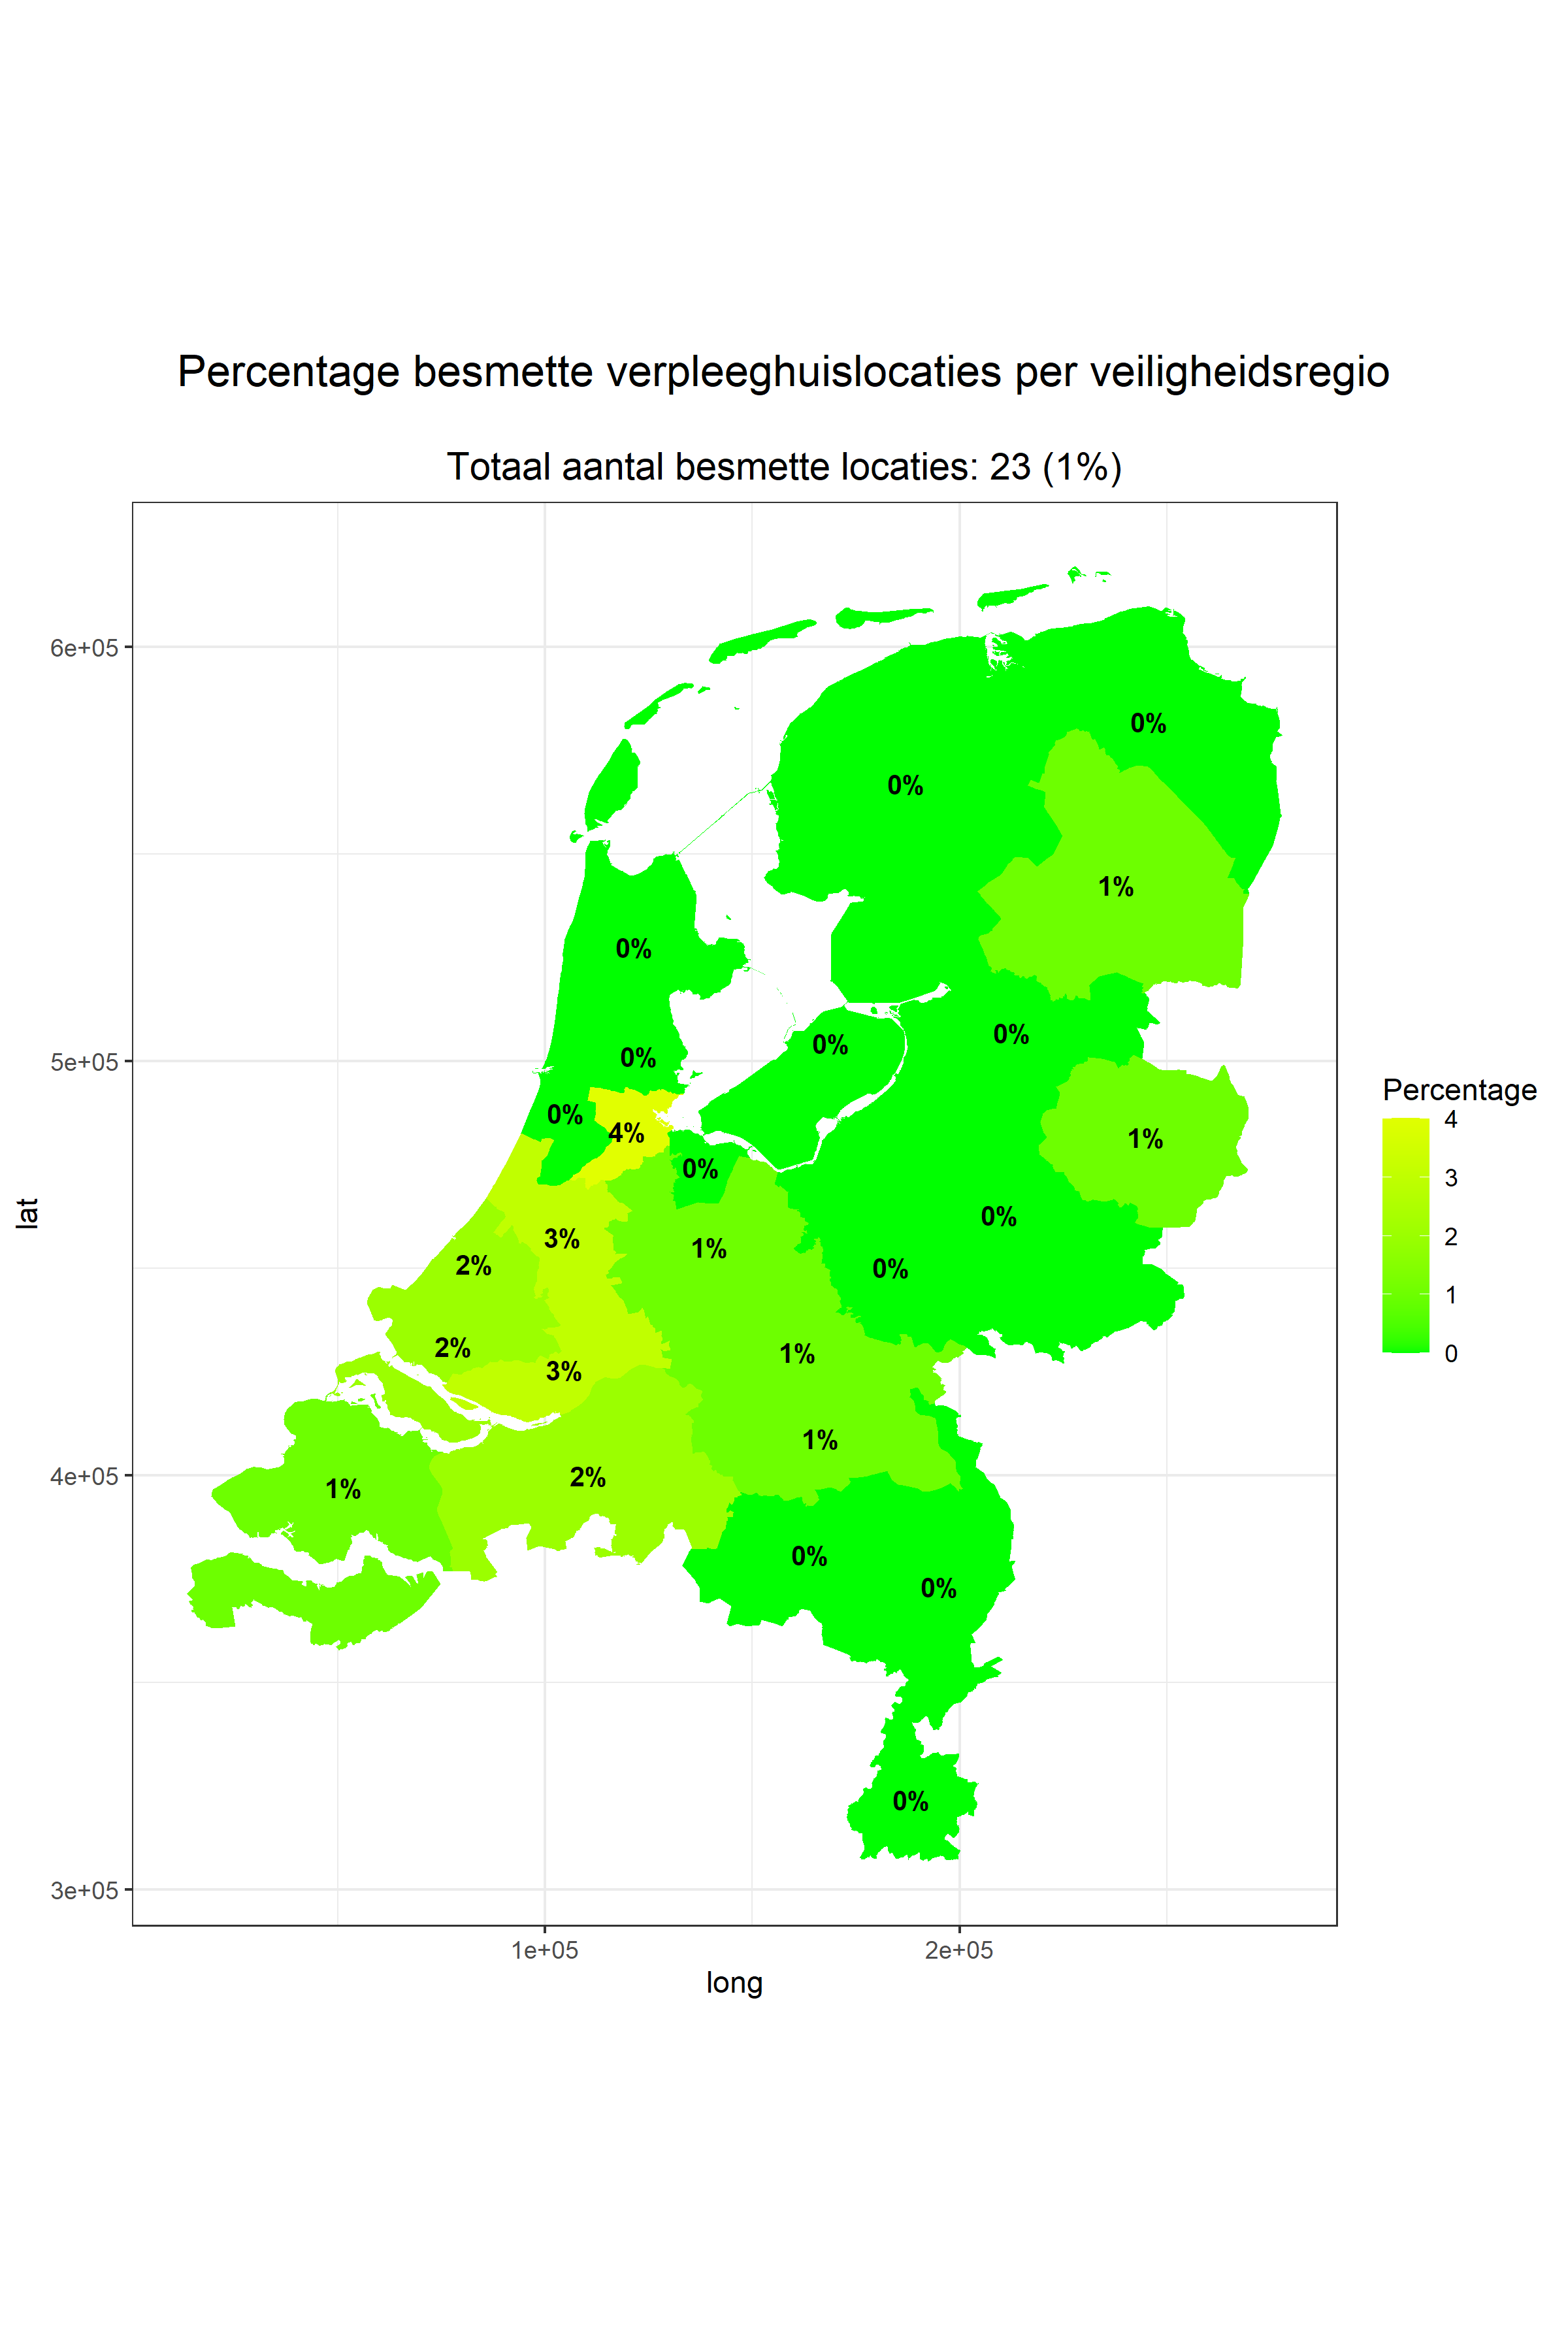 Percentage besmette verpleeghuislocaties per veiligheidsregio
Totaal aantal besmette locaties: 23 (1%)
6e+05
5e+05
4e+05
3e+05
lat
0%
0%
1%
0%
0%
0%
0%
0%
4%
1%
0%
0%
3%
1%
2%
0%
2%
1%
3%
1%
2%
1%
0%
0%
0%
Percentage
4
3
2
1
0
1e+05
2e+05
long